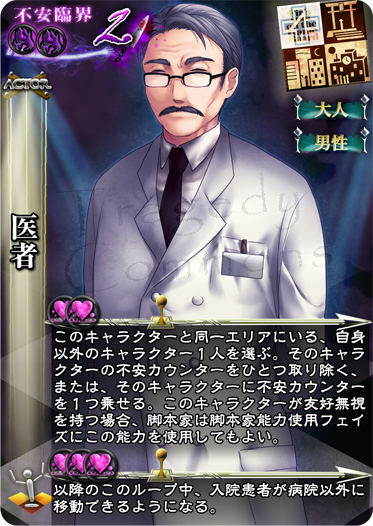 不安臨界
2
ACTOR
大人
男性
医者
Tragedy
Commons
このキャラクターと同一エリアにいる、自身
以外のキャラクター1人を選ぶ。そのキャラ
クターの不安カウンターをひとつ取り除く、
または、そのキャラクターに不安カウンター
を1つ乗せる。このキャラクターが友好無視
を持つ場合、脚本家は脚本家能力使用フェイ
ズにこの能力を使用してもよい。
以降のこのループ中、入院患者が病院以外に
移動できるようになる。